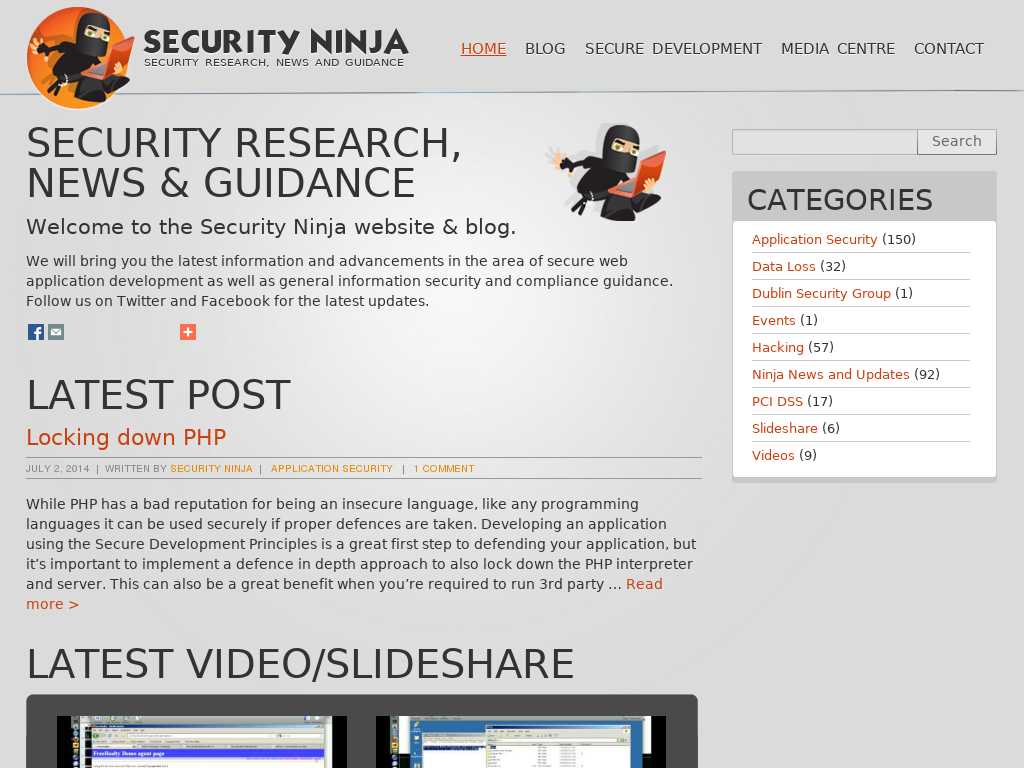 SECURITY NINJA
SECURITY RESEARCH, NEWS AND GUIDANCE
HOME BLOG SECURE DEVELOPMENT MEDIA CENTRE CONTACT
SECURITY RESEARCH,
NEWS & GUIDANCE
Welcome to the Security Ninja website & blog.
We will bring you the latest information and advancements in the area of secure web
application development as well as general information security and compliance guidance.
Follow us on Twitter and Facebook for the latest updates.
Search
CATEGORIES
Application Security (150)
Data Loss (32)
Dublin Security Group (1)
Events (1)
Hacking (57)
Ninja News and Updates (92)
PCI DSS (17)
Slideshare (6)
Videos (9)
LATEST POST
Locking down PHP
JULY 2, 2014 | WRITTEN BY SECURITY NINJA | APPLICATION SECURITY | 1 COMMENT
While PHP has a bad reputation for being an insecure language, like any programming
languages it can be used securely if proper defences are taken. Developing an application
using the Secure Development Principles is a great first step to defending your application, but
it’s important to implement a defence in depth approach to also lock down the PHP interpreter
and server. This can also be a great benefit when you’re required to run 3rd party … Read
more >
LATEST VIDEO/SLIDESHARE
FreeRealty Demo agent page